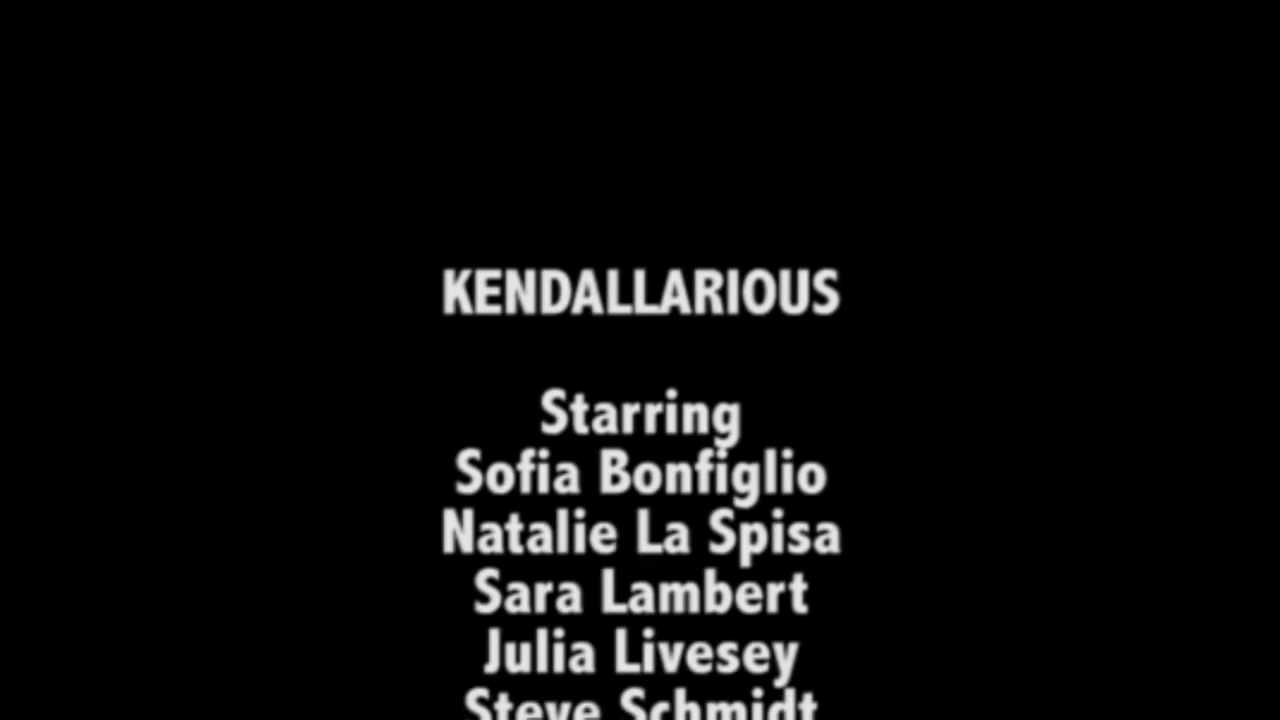 KENDALLARIOUS
Starring
Sofia Bonfiglio
Natalie La Spisa
Sara Lambert
Julia Livesey
Steve Schmidt